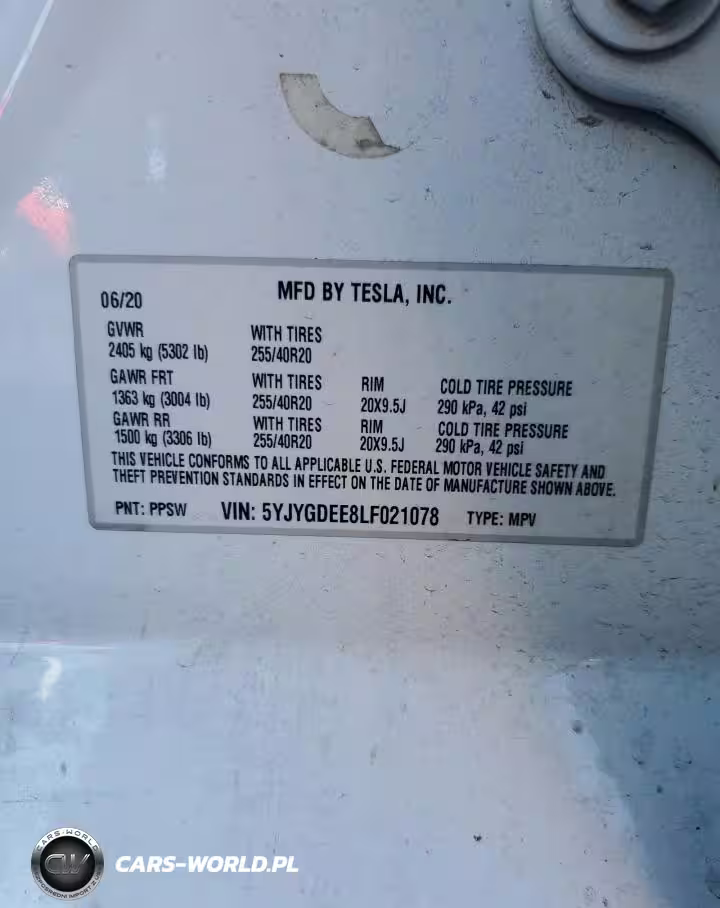 06/20
MFD BY TESLA, INC.
GVWR
2405 kg (5302 lb)
WITH TIRES
255/40R20
GAWR FRT
1363 kg (3004 lb)
WITH TIRES
255/40R20
RIM
20X9.5J
COLD TIRE PRESSURE
290 kPa, 42 psi
GAWR RR
1500 kg (3306 lb)
WITH TIRES
255/40R20
RIM
20X9.5J
COLD TIRE PRESSURE
290 kPa, 42 psi
THIS VEHICLE CONFORMS TO ALL APPLICABLE U.S. FEDERAL MOTOR VEHICLE SAFETY AND
THEFT PREVENTION STANDARDS IN EFFECT ON THE DATE OF MANUFACTURE SHOWN ABOVE.
PNT: PPSW VIN: 5YJYGDEE8LF021078 TYPE: MPV
CARS-WORLD
CW
CARS-WORLD.PL